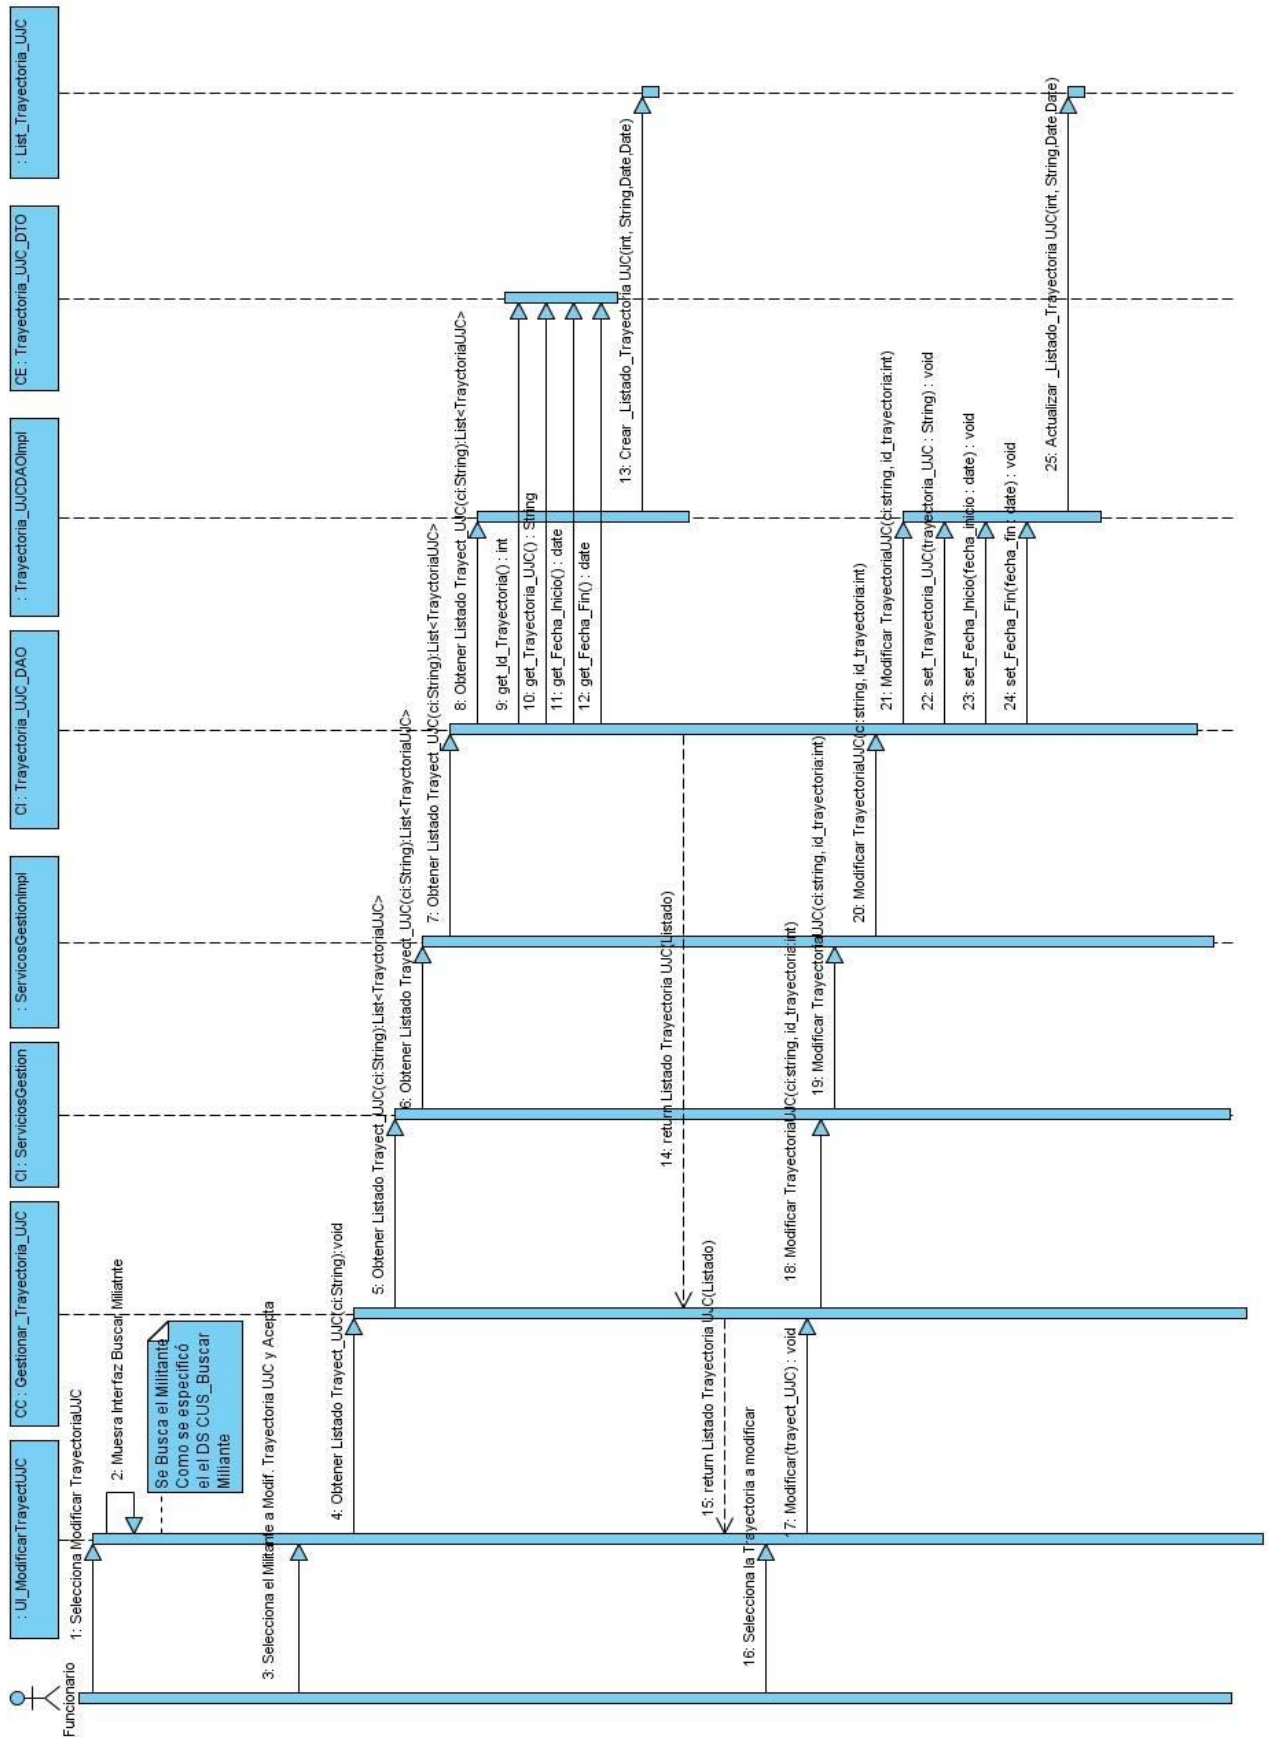 Funcionario
: UI_ModificarTrayectUJC
CC : Gestionar_Trayectoria_UJC
CI : ServiciosGestion
: ServicosGestionImpl
CI : Trayectoria_UJC_DAO
: Trayectoria_UJCDAOImpl
CE : Trayectoria_UJC_DTO
: List_Trayectoria_UJC
1: Selecciona Modificar TrayectoriaUJC
2: Muesra Interfaz Buscar Miliatnte
Se Busca el Militante
Como se especificó
el el DS CUS_Buscar
Miliante
3: Selecciona el Militante a Modif. Trayectoria UJC y Acepta
4: Obtener Listado Trayect_UJC(ci:String):void
5: Obtener Listado Trayect_UJC(ci:String):List<TrayctoriaUJC>
6: Obtener Listado Trayect_UJC(ci:String):List<TrayctoriaUJC>
7: Obtener Listado Trayect_UJC(ci:String):List<TrayctoriaUJC>
8: Obtener Listado Trayect_UJC(ci:String):List<TrayctoriaUJC>
9: get_Id_Trayectoria() : int
10: get_Trayectoria_UJC() : String
11: get_Fecha_Inicio() : date
12: get_Fecha_Fin() : date
13: Crear _Listado_Trayectoria UJC(int, String,Date,Date)
14: return Listado Trayectoria UJC(Listado)
15: return Listado Trayectoria UJC(Listado)
16: Selecciona la Trayectoria a modificar
17: Modificar(trayect_UJC) : void
18: Modificar TrayectoriaUJC(ci:string, id_trayectoria:int)
19: Modificar TrayectoriaUJC(ci:string, id_trayectoria:int)
20: Modificar TrayectoriaUJC(ci:string, id_trayectoria:int)
21: Modificar TrayectoriaUJC(ci:string, id_trayectoria:int)
22: set_Trayectoria_UJC(trayectoria_UJC : String) : void
23: set_Fecha_Inicio(fecha_inicio : date) : void
24: set_Fecha_Fin(fecha_fin : date) : void
25: Actualizar _Listado_Trayectoria UJC(int, String,Date,Date)